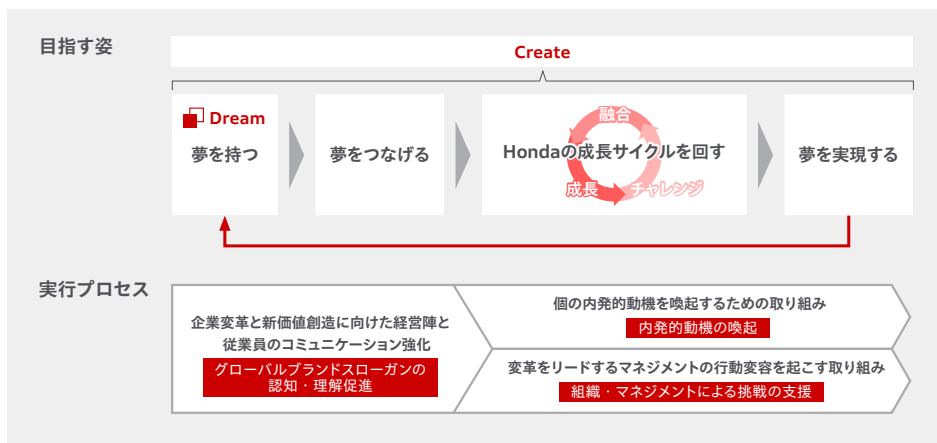 目指す姿
Create
Dream
夢を持つ
夢をつなげる
融合
Hondaの成長サイクルを回す
成長
チャレンジ
夢を実現する
実行プロセス
企業変革と新価値創造に向けた経営陣と
従業員のコミュニケーション強化
グローバルブランドスローガンの
認知・理解促進
個の内発的動機を喚起するための取り組み
内発的動機の喚起
変革をリードするマネジメントの行動変容を起こす取り組み
組織・マネジメントによる挑戦の支援